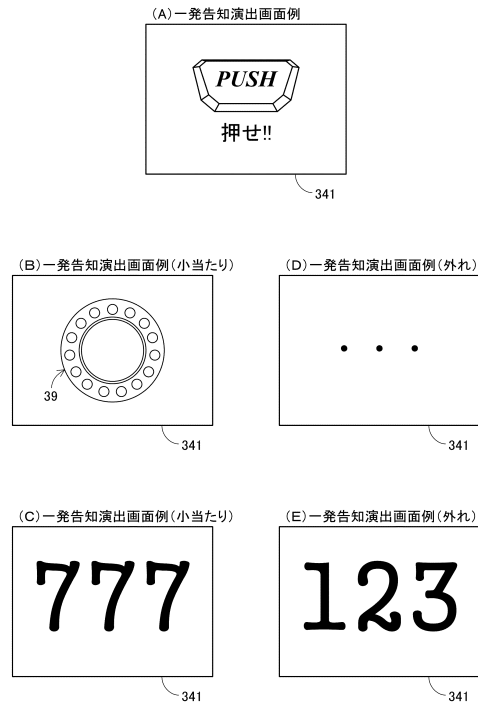 (A)一発告知演出画面例
PUSH
押せ!!
341
(B)一発告知演出画面例(小当たり)
39
341
(D)一発告知演出画面例(外れ)
341
(C)一発告知演出画面例(小当たり)
777
341
(E)一発告知演出画面例(外れ)
123
341